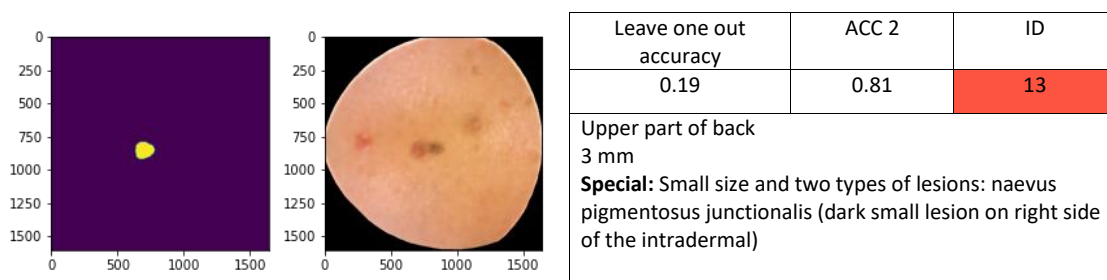 0
250
500
750
1000
1250
1500
0 500 1000 1500
0
250
500
750
1000
1250
1500
0 500 1000 1500
Leave one out accuracy ACC 2 ID
0.19 0.81 13
Upper part of back
3 mm
Special: Small size and two types of lesions: naevus
pigmentosus junctionalis (dark small lesion on right side
of the intradermal)